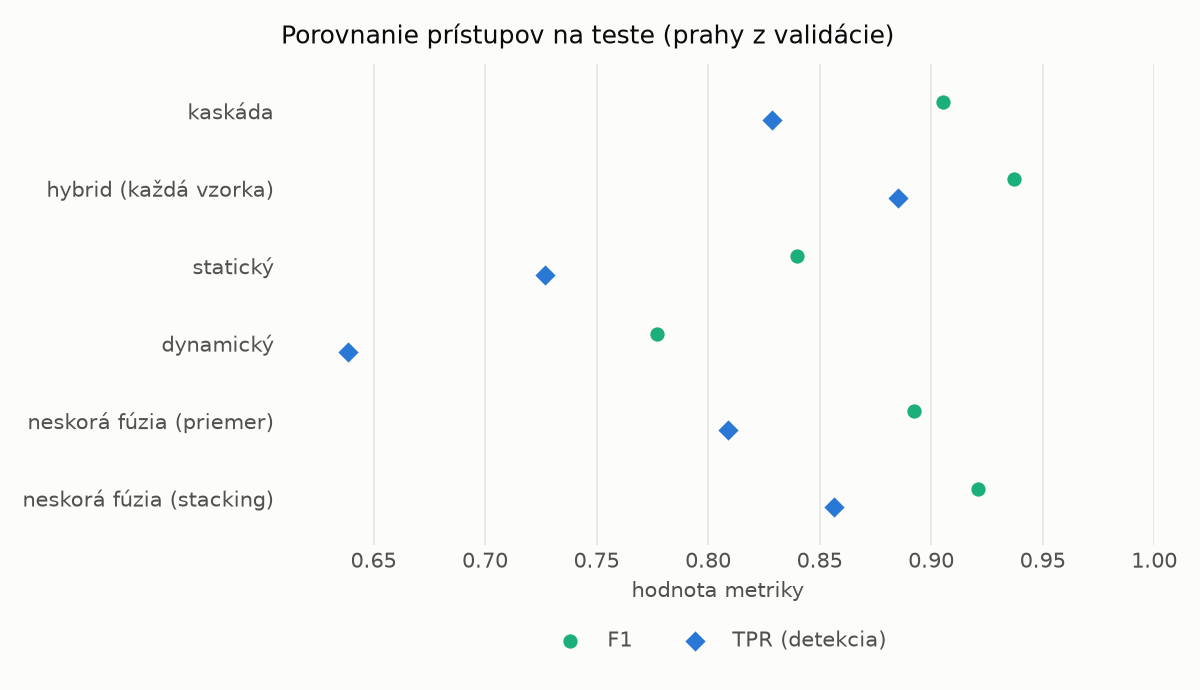 Porovnanie prístupov na teste (prahy z validácie)
kaskáda
hybrid (každá vzorka)
statický
dynamický
neskorá fúzia (priemer)
neskorá fúzia (stacking)
0.65 0.70 0.75 0.80 0.85 0.90 0.95 1.00
hodnota metriky
F1 TPR (detekcia)